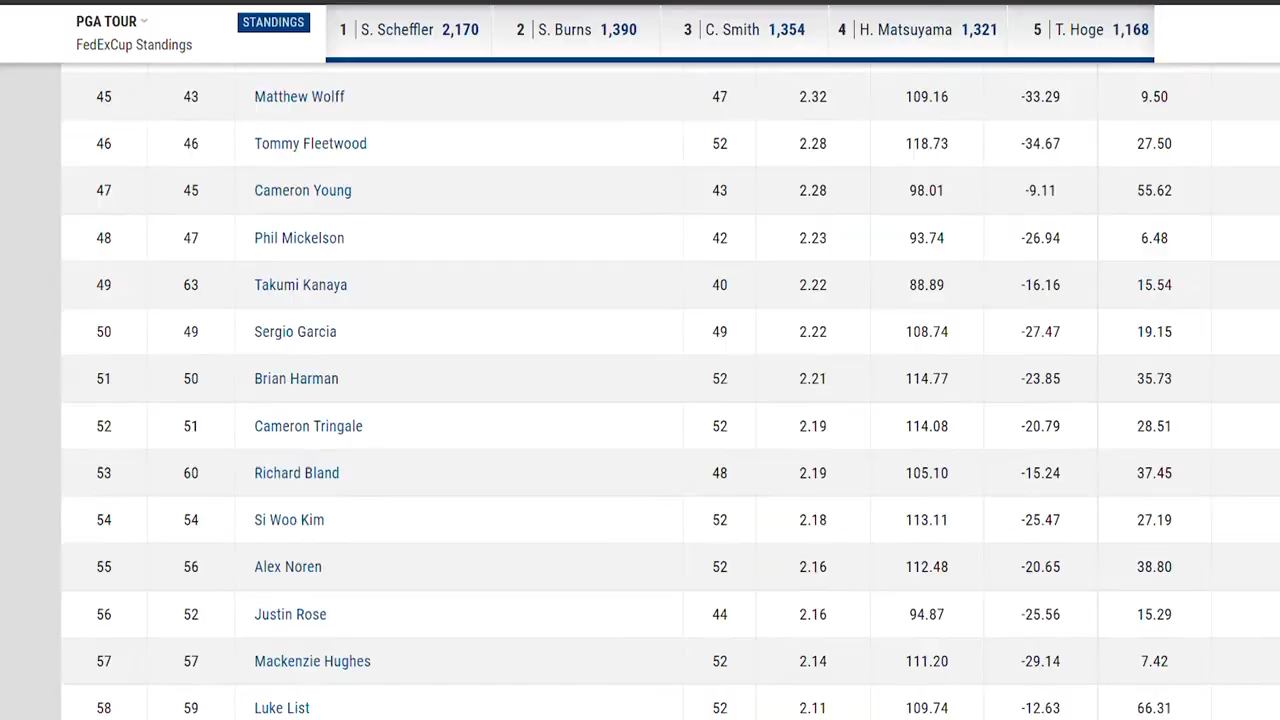 PGA TOUR STANDINGS 1 S. Scheffler 2,170 2 S. Burns 1,390 3 C. Smith 1,354 4 H. Matsuyama 1,321 5 T. Hoge 1,168
FedExCup Standings
45 43 Matthew Wolff 47 2.32 109.16 -33.29 9.50
46 46 Tommy Fleetwood 52 2.28 118.73 -34.67 27.50
47 45 Cameron Young 43 2.28 98.01 -9.11 55.62
48 47 Phil Mickelson 42 2.23 93.74 -26.94 6.48
49 63 Takumi Kanaya 40 2.22 88.89 -16.16 15.54
50 49 Sergio Garcia 49 2.22 108.74 -27.47 19.15
51 50 Brian Harman 52 2.21 114.77 -23.85 35.73
52 51 Cameron Tringale 52 2.19 114.08 -20.79 28.51
53 60 Richard Bland 48 2.19 105.10 -15.24 37.45
54 54 Si Woo Kim 52 2.18 113.11 -25.47 27.19
55 56 Alex Noren 52 2.16 112.48 -20.65 38.80
56 52 Justin Rose 44 2.16 94.87 -25.56 15.29
57 57 Mackenzie Hughes 52 2.14 111.20 -29.14 7.42
58 59 Luke List 52 2.11 109.74 -12.63 66.31